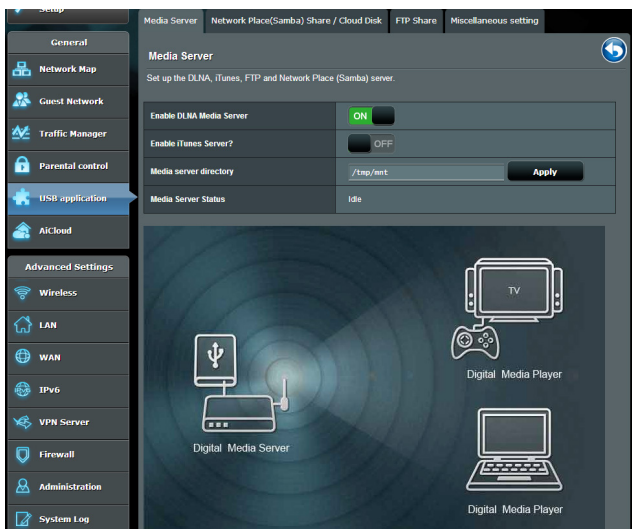 Setup
General
Network Map
Guest Network
Traffic Manager
Parental control
USB application
AiCloud
Advanced Settings
Wireless
LAN
WAN
IPv6
VPN Server
Firewall
Administration
System Log
Media Server
Network Place(Samba) Share / Cloud Disk
FTP Share
Miscellaneous setting
Media Server
Set up the DLNA, iTunes, FTP and Network Place (Samba) server.
Enable DLNA Media Server
ON
Enable iTunes Server?
OFF
Media server directory
/tmp/mnt
Apply
Media Server Status
Idle
TV
Digital Media Player
Digital Media Server
Digital Media Player